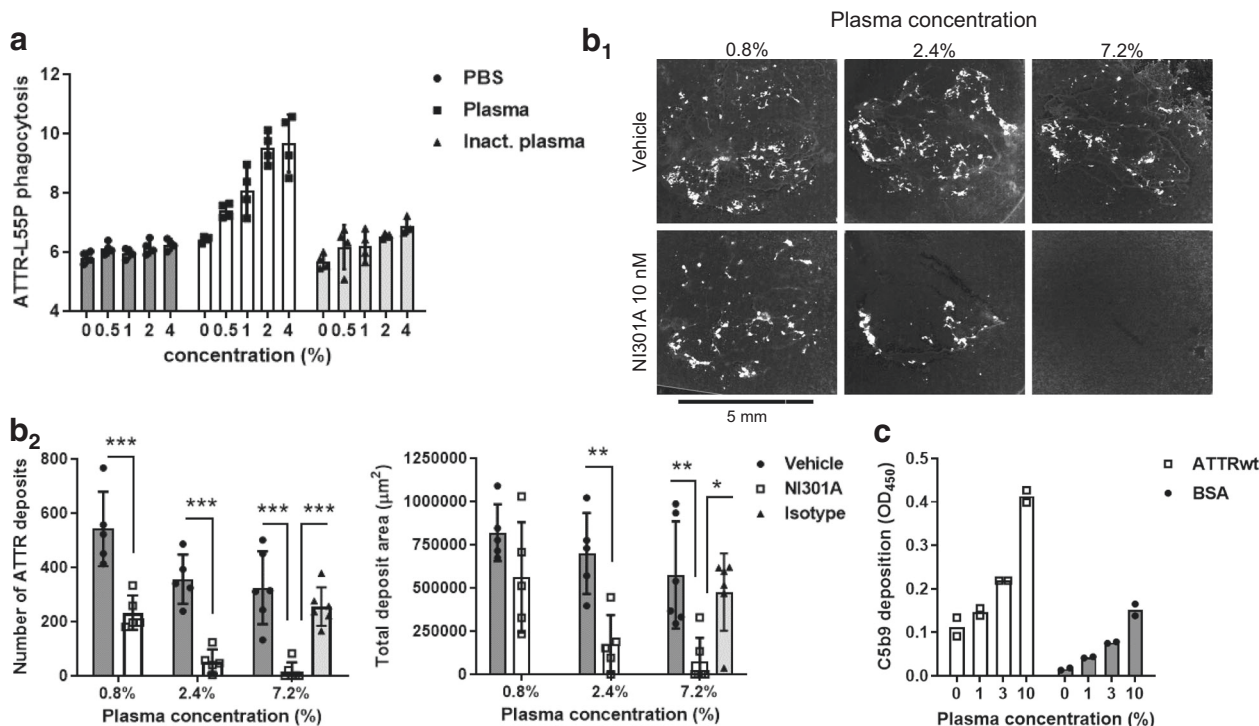 a
12
10
8
6
4
ATTR-L55P phagocytosis
PBS
Plasma
Inact. plasma
0 0.5 1 2 4 0 0.5 1 2 4 0 0.5 1 2 4
concentration (%)
b1
Plasma concentration
0.8% 2.4% 7.2%
Vehicle
NI301A 10 nM
5 mm
b2
Number of ATTR deposits
800
600
400
200
0
*** *** *** ***
0.8% 2.4% 7.2%
Plasma concentration (%)
Total deposit area (μm²)
1250000
1000000
750000
500000
250000
0
** ** *
Vehicle
NI301A
Isotype
0.8% 2.4% 7.2%
Plasma concentration (%)
c
C5b9 deposition (OD450)
0.5
0.4
0.3
0.2
0.1
0.0
ATTRwt
BSA
0 1 3 10 0 1 3 10
Plasma concentration (%)